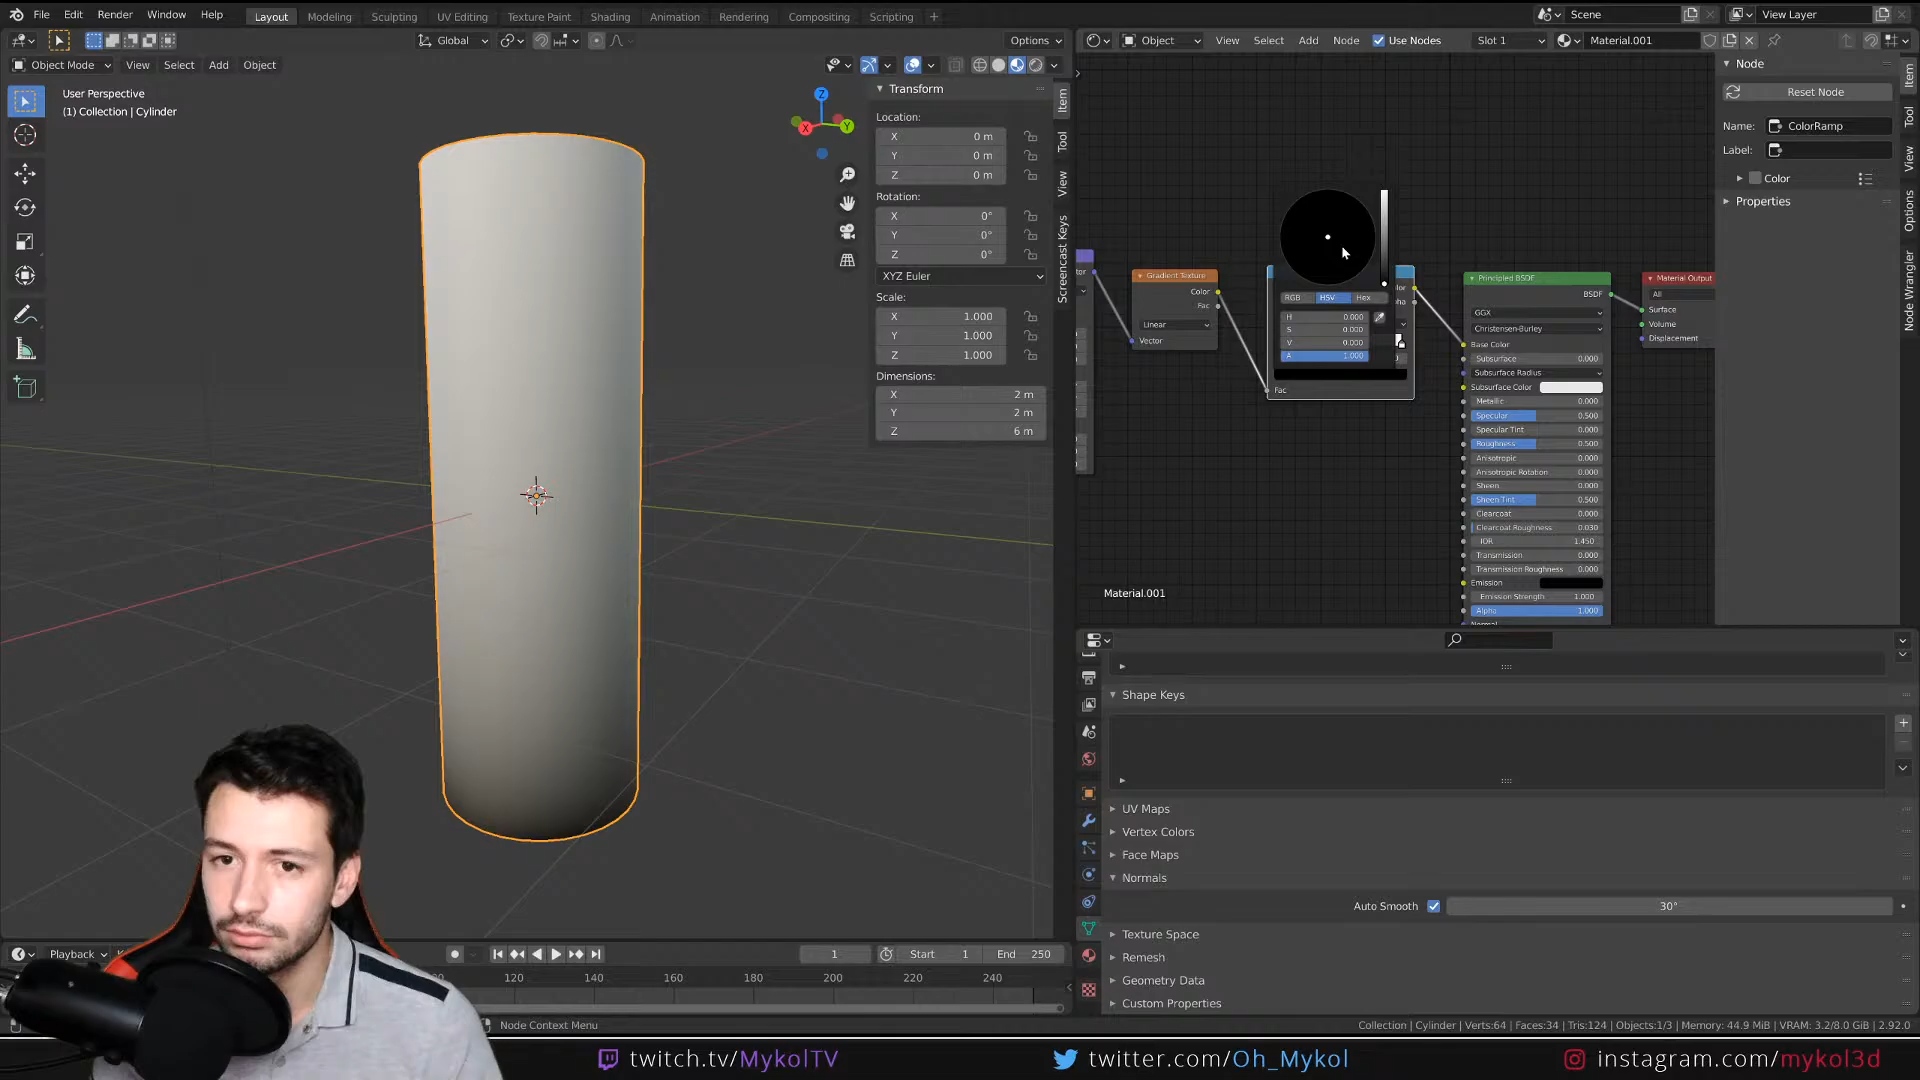 File Edit Render Window Help
Layout Modeling Sculpting UV Editing Texture Paint Shading Animation Rendering Compositing Scripting +
Scene
View Layer
Global
Options
Object
View Select Add Node Use Nodes
Slot 1
Material.001
Object Mode View Select Add Object
User Perspective
(1) Collection | Cylinder
Z
X
Y
Transform
Location:
X 0 m
Y 0 m
Z 0 m
Rotation:
X 0°
Y 0°
Z 0°
XYZ Euler
Scale:
X 1.000
Y 1.000
Z 1.000
Dimensions:
X 2 m
Y 2 m
Z 6 m
Item
Tool
View
Screencast Keys
Gradient Texture
Color
Fac
Linear
Vector
RGB HSV Hex
H 0.000
S 0.000
V 0.000
A 1.000
Fac
Principled BSDF
BSDF
GGX
Christensen-Burley
Base Color
Subsurface 0.000
Subsurface Radius
Subsurface Color
Metallic 0.000
Specular 0.500
Specular Tint 0.000
Roughness 0.500
Anisotropic 0.000
Anisotropic Rotation 0.000
Sheen 0.000
Sheen Tint 0.500
Clearcoat 0.000
Clearcoat Roughness 0.030
IOR 1.450
Transmission 0.000
Transmission Roughness 0.000
Emission
Emission Strength 1.000
Alpha 1.000
Normal
Material Output
All
Surface
Volume
Displacement
Material.001
Node
Reset Node
Name: ColorRamp
Label:
Color
Properties
Item
Tool
View
Options
Node Wrangler
Shape Keys
UV Maps
Vertex Colors
Face Maps
Normals
Auto Smooth 30°
Texture Space
Remesh
Geometry Data
Custom Properties
Playback
1
Start 1
End 250
120 140 160 180 200 220 240
Node Context Menu
Collection | Cylinder | Verts:64 | Faces:34 | Tris:124 | Objects:1/3 | Memory: 44.9 MiB | VRAM: 3.2/8.0 GiB | 2.92.0
twitch.tv/MykolTV
twitter.com/Oh_Mykol
instagram.com/mykol3d